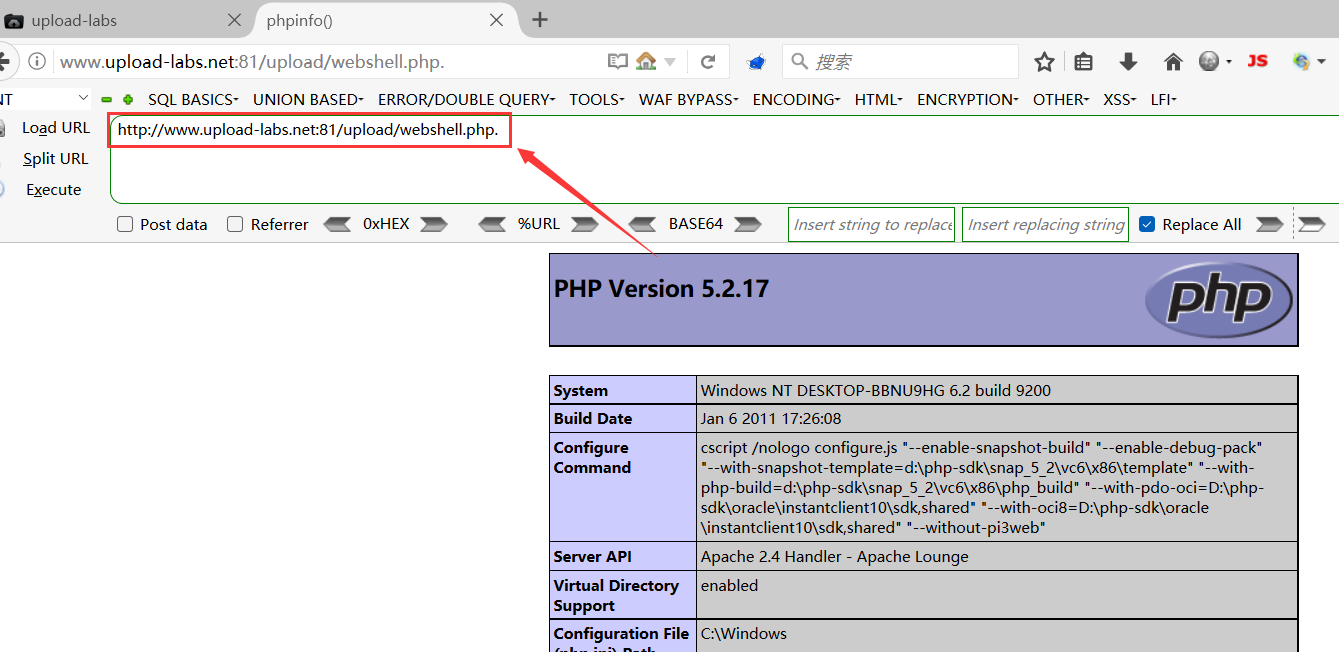 upload-labs
phpinfo()
www.upload-labs.net:81/upload/webshell.php.
搜索
JS
NT
SQL BASICS
UNION BASED
ERROR/DOUBLE QUERY
TOOLS
WAF BYPASS
ENCODING
HTML
ENCRYPTION
OTHER
XSS
LFI
Load URL
http://www.upload-labs.net:81/upload/webshell.php.
Split URL
Execute
Post data
Referrer
0xHEX
%URL
BASE64
Insert string to replace
Insert replacing string
Replace All
PHP Version 5.2.17
php
System
Windows NT DESKTOP-BBNU9HG 6.2 build 9200
Build Date
Jan 6 2011 17:26:08
Configure
Command
cscript /nologo configure.js "--enable-snapshot-build" "--enable-debug-pack"
"--with-snapshot-template=d:\php-sdk\snap_5_2\vc6\x86\template" "--with-
php-build=d:\php-sdk\snap_5_2\vc6\x86\php_build" "--with-pdo-oci=D:\php-
sdk\oracle\instantclient10\sdk,shared" "--with-oci8=D:\php-sdk\oracle
\instantclient10\sdk,shared" "--without-pi3web"
Server API
Apache 2.4 Handler - Apache Lounge
Virtual Directory
Support
enabled
Configuration File
(php.ini) Path
C:\Windows